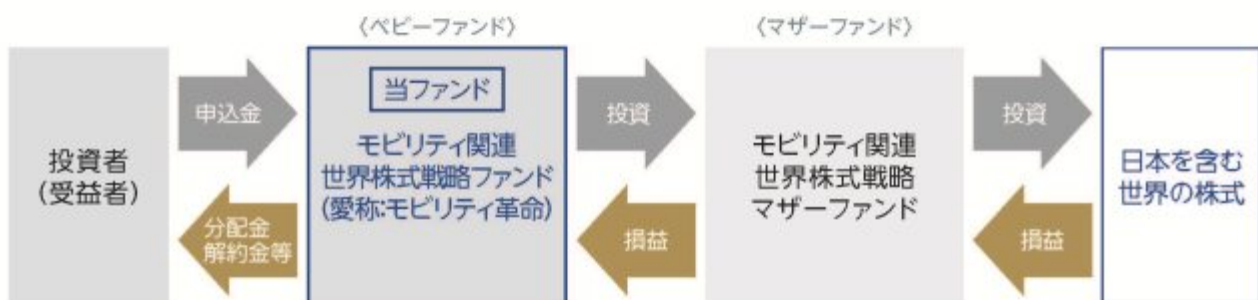 〈ベビーファンド〉
〈マザーファンド〉
投資者
(受益者)
申込金
分配金
解約金等
当ファンド
モビリティ関連
世界株式戦略ファンド
(愛称:モビリティ革命)
投資
損益
モビリティ関連
世界株式戦略
マザーファンド
投資
損益
日本を含む
世界の株式